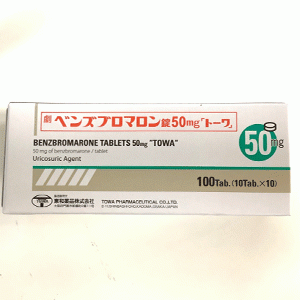 劇 ベンズブロマロン錠50mg「トーワ」
BENZBROMARONE TABLETS 50mg "TOWA"
50 mg of benzbromarone / tablet
Uricosuric Agent
50mg
100Tab. (10Tab.×10)
TOWA
東和薬品株式会社
TOWA PHARMACEUTICAL CO.,LTD.